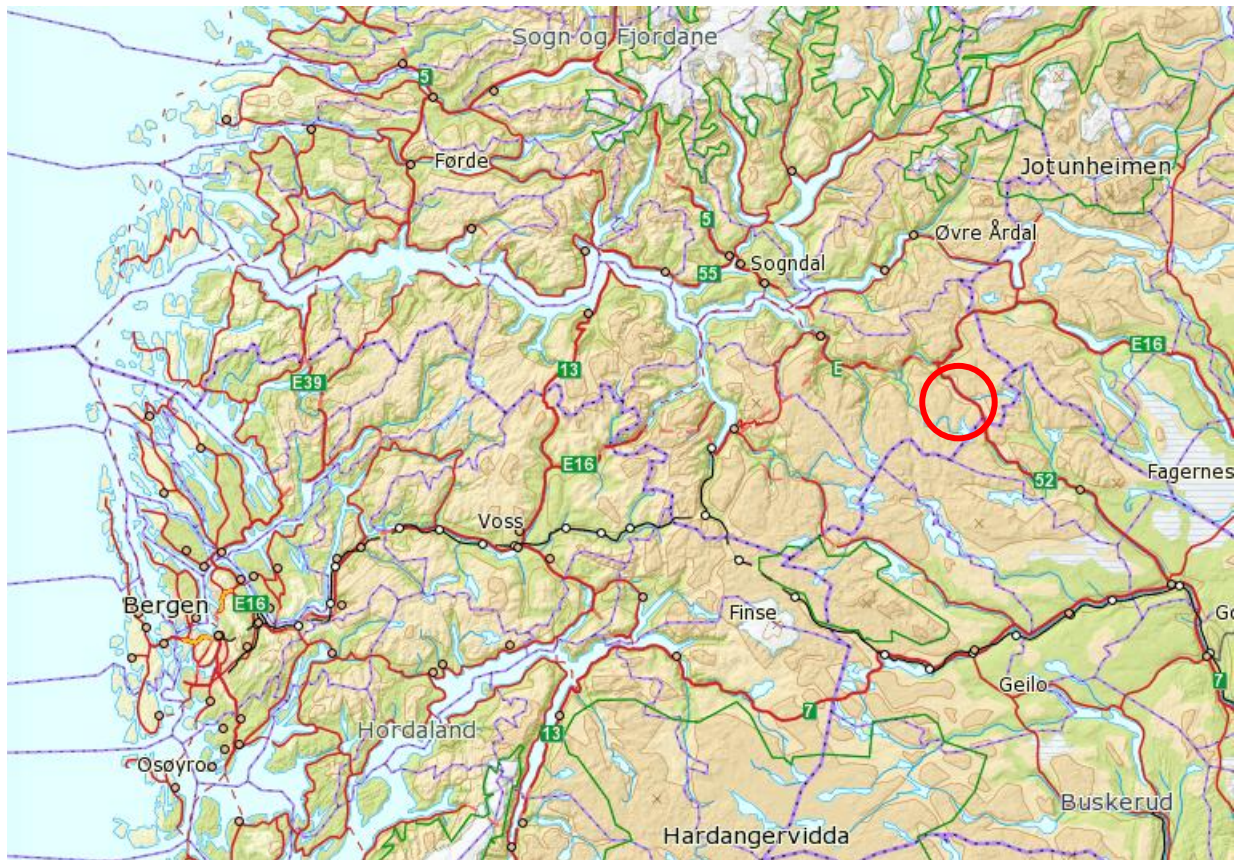 Sogn og Fjordane
5
Førde
Jotunheimen
5
Øvre Årdal
Sogndal
55
E16
13
E
E39
E16
Fagernes
52
Voss
Bergen
E16
Finse
Go
Geilo
7
7
Hordaland
13
Osøyro
Buskerud
Hardangervidda